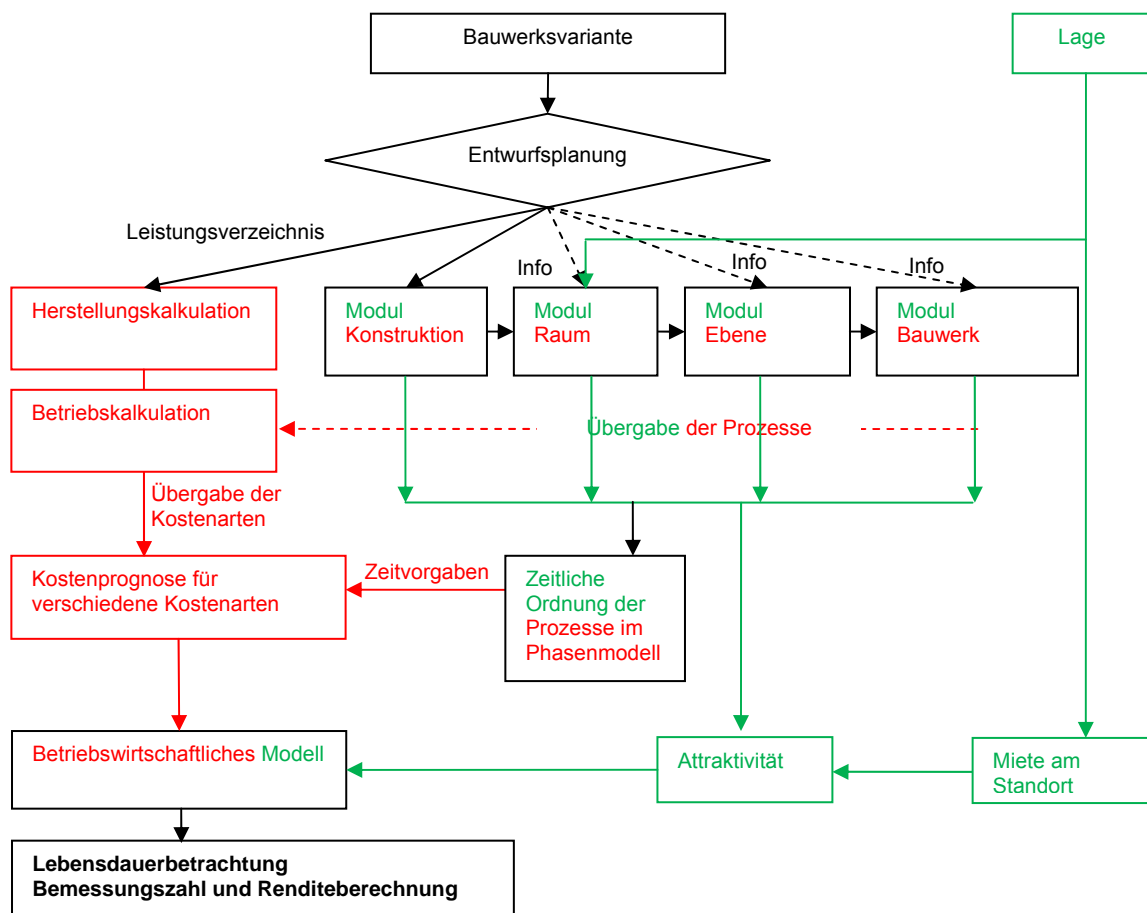 Bauwerksvariante
Lage
Entwurfsplanung
Leistungsverzeichnis
Info
Info
Info
Herstellungskalkulation
Modul
Konstruktion
Modul
Raum
Modul
Ebene
Modul
Bauwerk
Betriebskalkulation
Übergabe der Prozesse
Übergabe der
Kostenarten
Kostenprognose für
verschiedene Kostenarten
Zeitvorgaben
Zeitliche
Ordnung der
Prozesse im
Phasenmodell
Betriebswirtschaftliches Modell
Attraktivität
Miete am
Standort
Lebensdauerbetrachtung
Bemessungszahl und Renditeberechnung